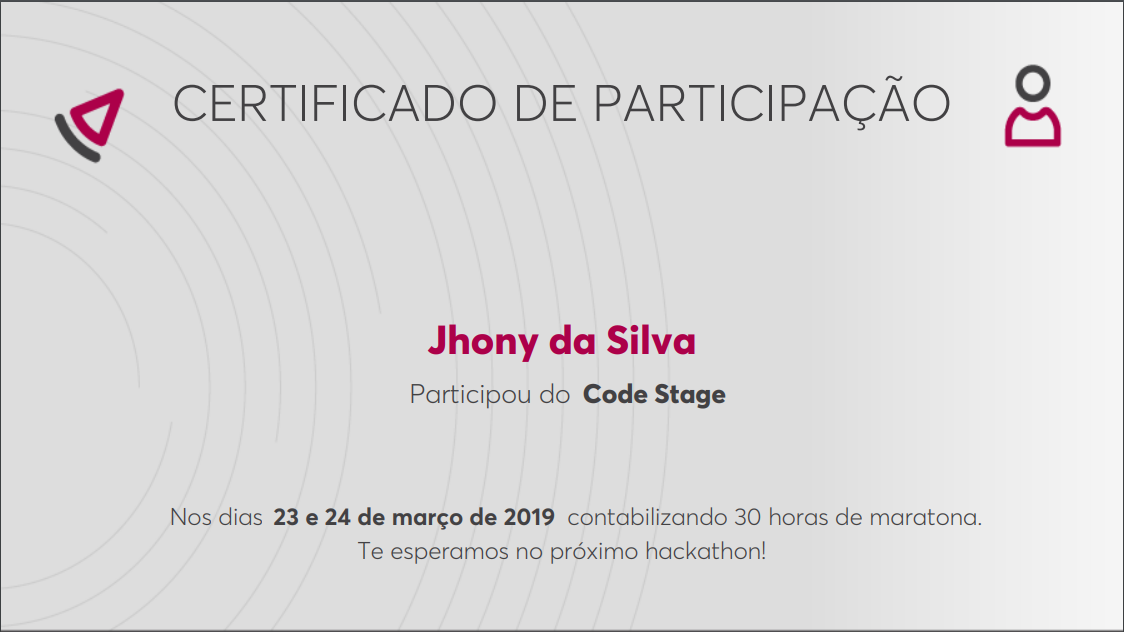 CERTIFICADO DE PARTICIPAÇÃO
Jhony da Silva
Participou do Code Stage
Nos dias 23 e 24 de março de 2019 contabilizando 30 horas de maratona.
Te esperamos no próximo hackathon!